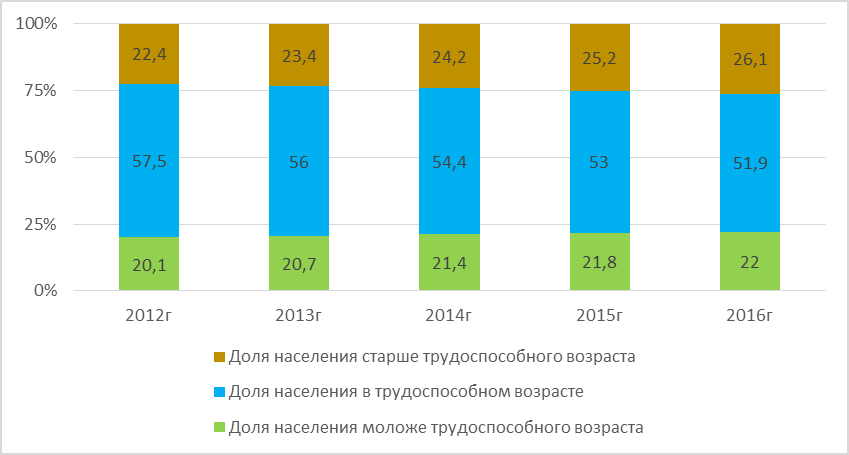 100%
22,4 23,4 24,2 25,2 26,1
75%
57,5 56 54,4 53 51,9
50%
25%
20,1 20,7 21,4 21,8 22
0%
2012г 2013г 2014г 2015г 2016г
Доля населения старше трудоспособного возраста
Доля населения в трудоспособном возрасте
Доля населения моложе трудоспособного возраста